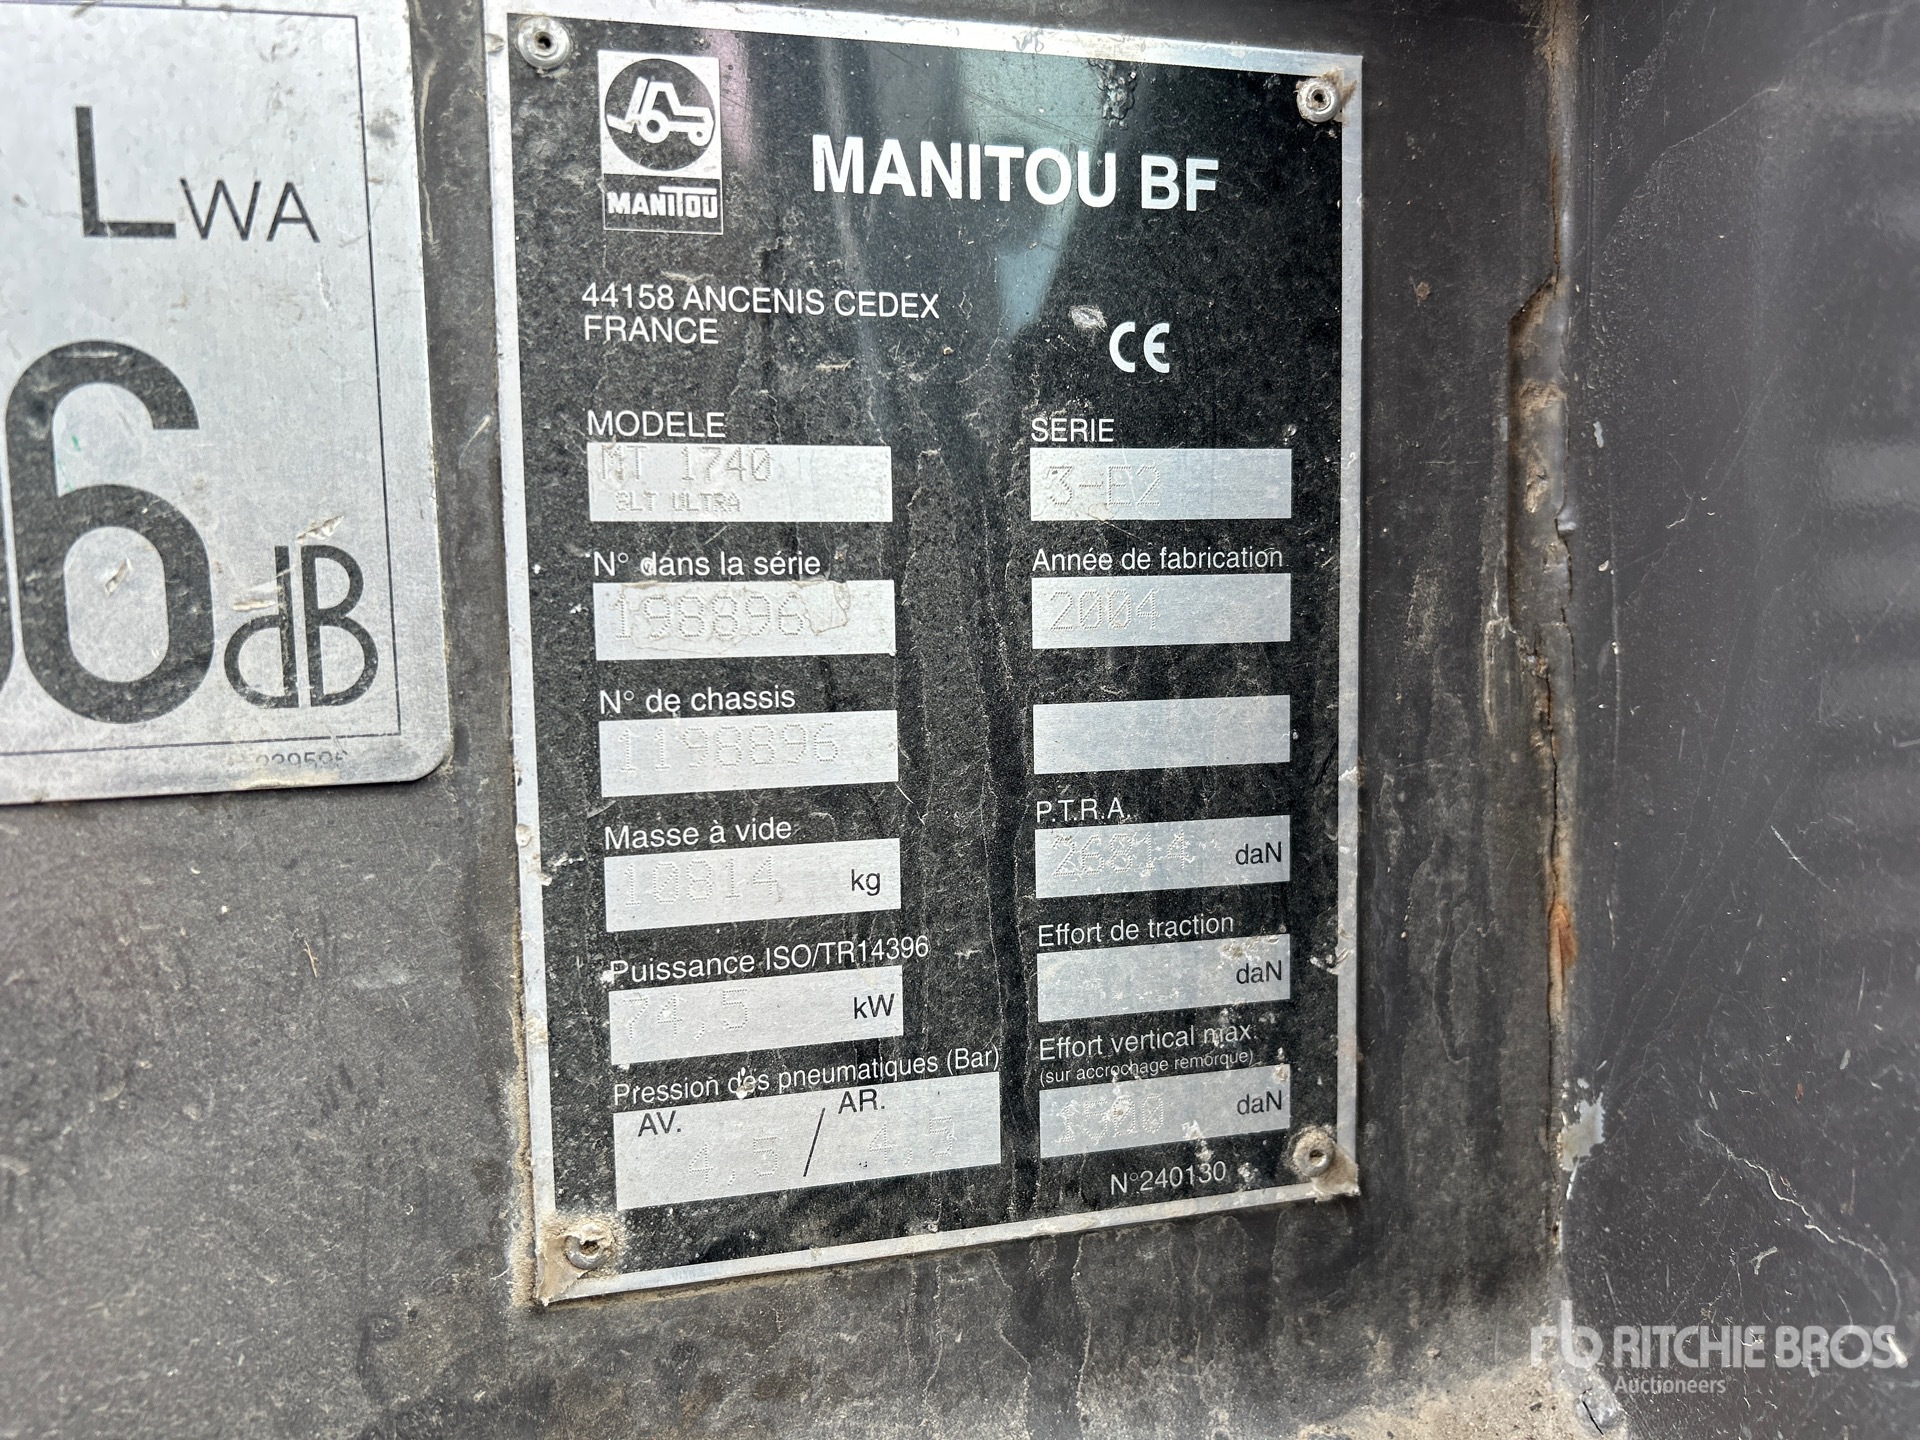 LWA
6 dB
MANITOU
MANITOU BF
44158 ANCENIS CEDEX
FRANCE
CE
MODELE
MT 1740
SLT ULTRA
SERIE
3-E2
N° dans la série
198896
Année de fabrication
2004
N° de chassis
1198896
Masse à vide
10814 kg
P.T.R.A.
26814 daN
Puissance ISO/TR14396
74,5 kW
Effort de traction
daN
Pression des pneumatiques (Bar)
AV. / AR.
4,5 4,5
Effort vertical max.
(sur accrochage remorque)
daN
N°240130
rb RITCHIE BROS.
Auctioneers